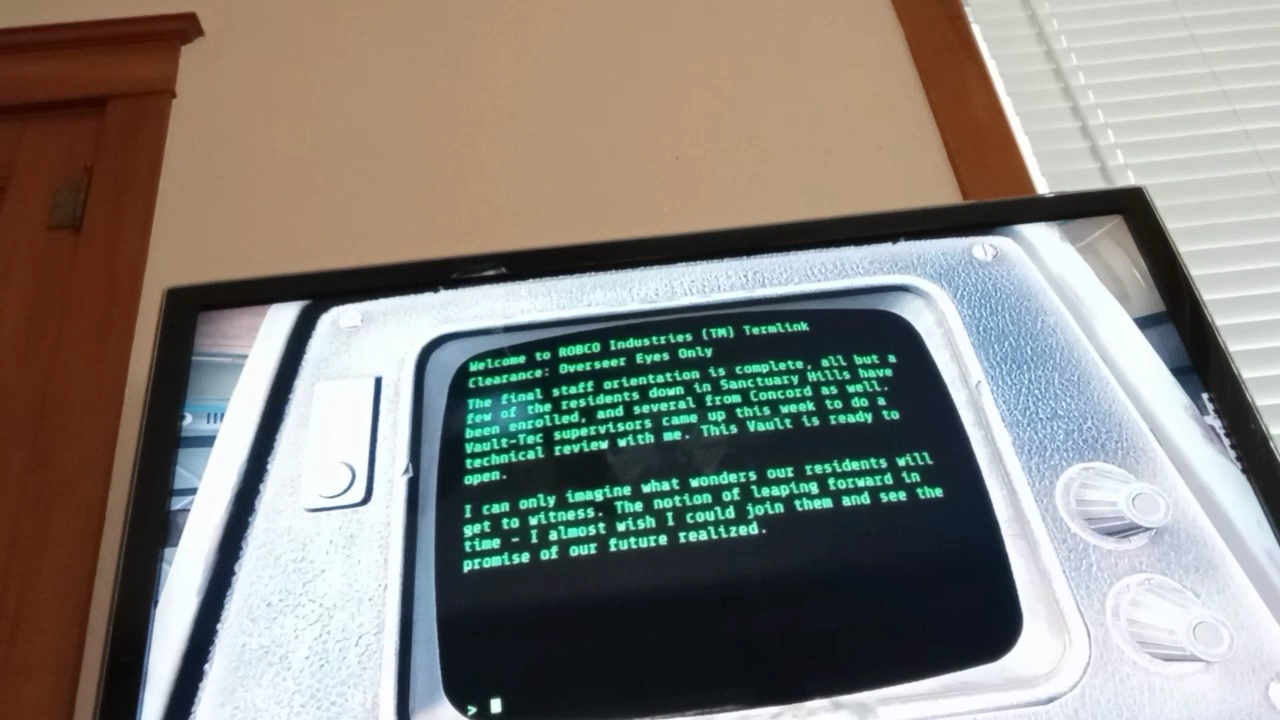 Welcome to ROBCO Industries (TM) Termlink
Clearance: Overseer Eyes Only
The final staff orientation is complete, all but a
few of the residents down in Sanctuary Hills have
been enrolled, and several from Concord as well.
Vault-Tec supervisors came up this week to do a
technical review with me. This Vault is ready to
open.
I can only imagine what wonders our residents will
get to witness. The notion of leaping forward in
time - I almost wish I could join them and see the
promise of our future realized.
>